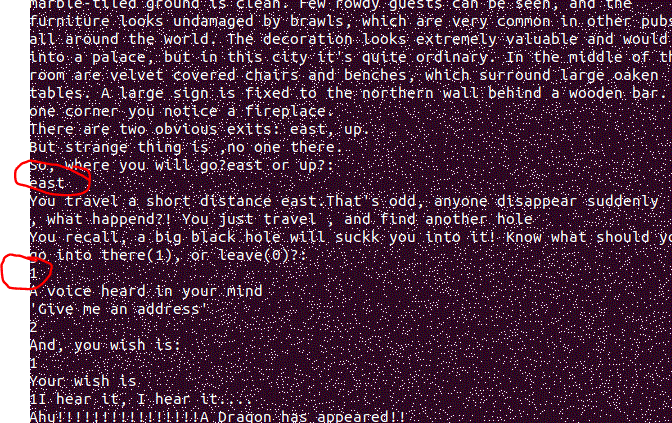 marble-tiled ground is clean. Few rowdy guests can be seen, and the
furniture looks undamaged by brawls, which are very common in other pub
all around the world. The decoration looks extremely valuable and would
into a palace, but in this city it's quite ordinary. In the middle of th
room are velvet covered chairs and benches, which surround large oaken
tables. A large sign is fixed to the northern wall behind a wooden bar.
one corner you notice a fireplace.
There are two obvious exits: east, up.
But strange thing is ,no one there.
So, where you will go?east or up?:
east
You travel a short distance east.That's odd, anyone disappear suddenly
, what happend?! You just travel , and find another hole
You recall, a big black hole will suckk you into it! Know what should yo
go into there(1), or leave(0)?:
1
A voice heard in your mind
'Give me an address'
2
And, you wish is:
1
Your wish is
1I hear it, I hear it....
Ahu!!!!!!!!!!!!!!!!A Dragon has appeared!!